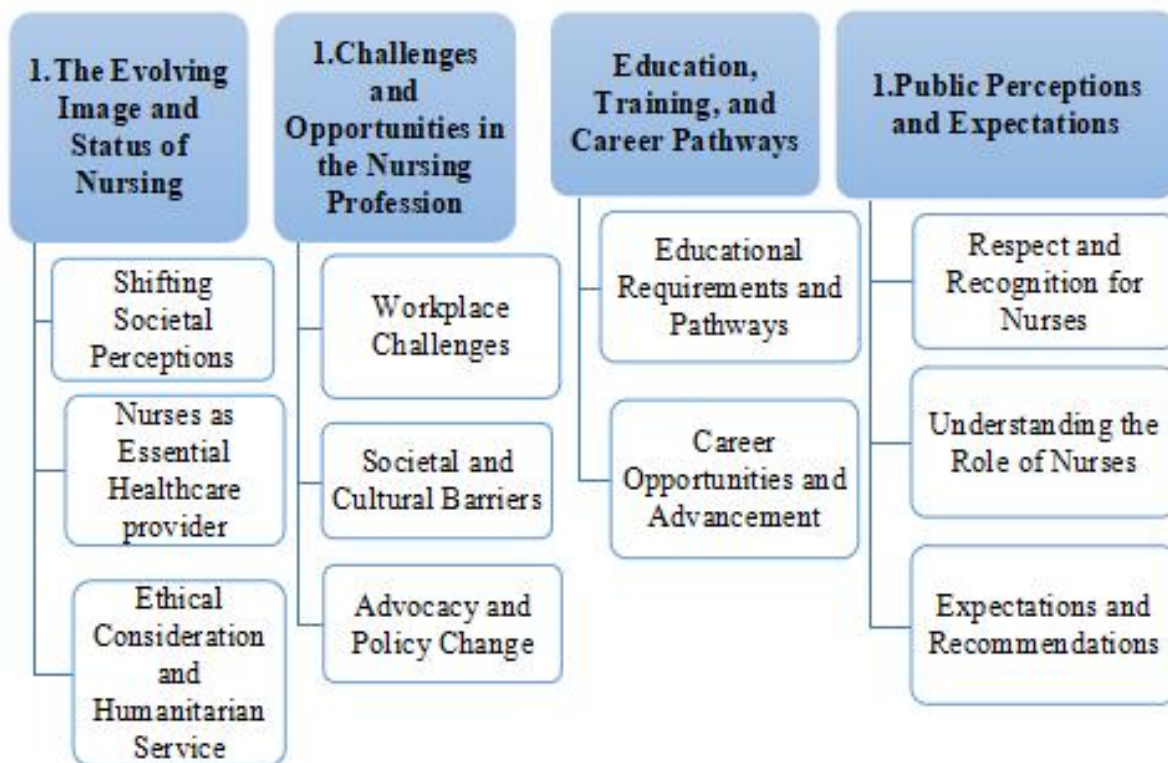 1.The Evolving
Image and
Status of
Nursing
Shifting
Societal
Perceptions
Nurses as
Essential
Healthcare
provider
Ethical
Consideration
and
Humanitarian
Service
1.Challenges
and
Opportunities in
the Nursing
Profession
Workplace
Challenges
Societal and
Cultural Barriers
Advocacy and
Policy Change
Education,
Training, and
Career Pathways
Educational
Requirements and
Pathways
Career
Opportunities and
Advancement
1.Public Perceptions
and Expectations
Respect and
Recognition for
Nurses
Understanding the
Role of Nurses
Expectations and
Recommendations